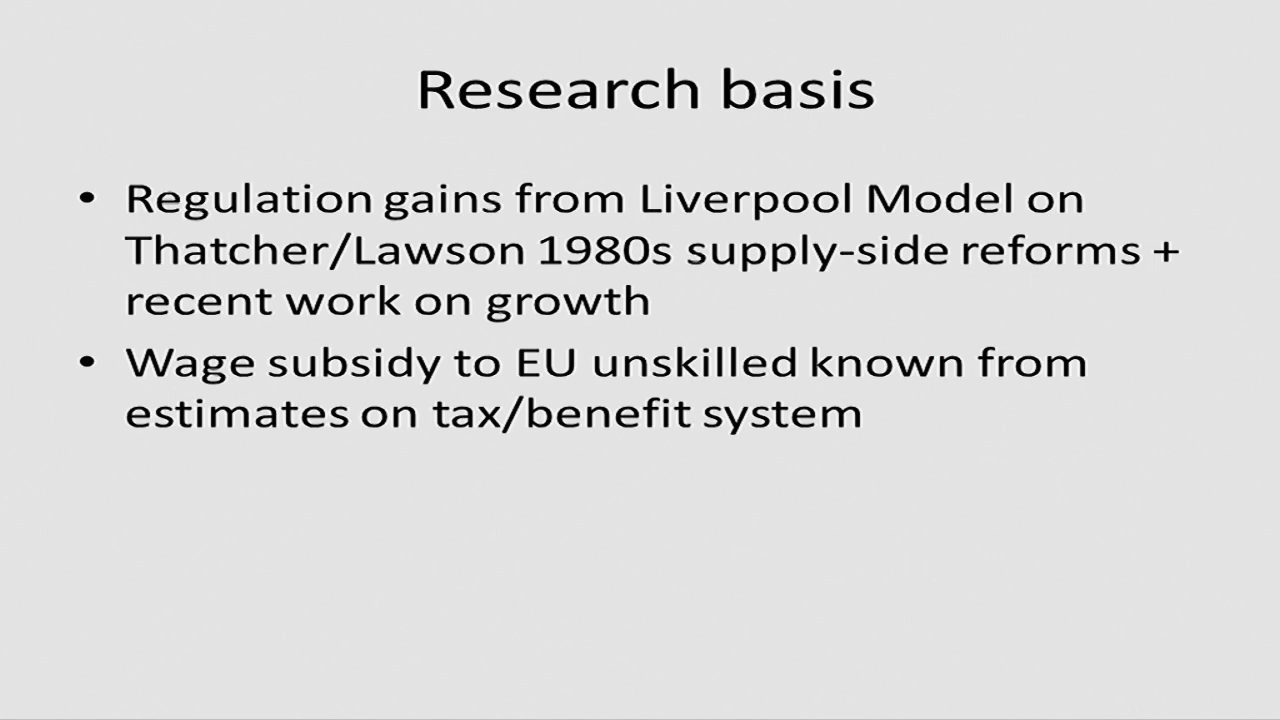 Research basis
• Regulation gains from Liverpool Model on
Thatcher/Lawson 1980s supply-side reforms +
recent work on growth
• Wage subsidy to EU unskilled known from
estimates on tax/benefit system